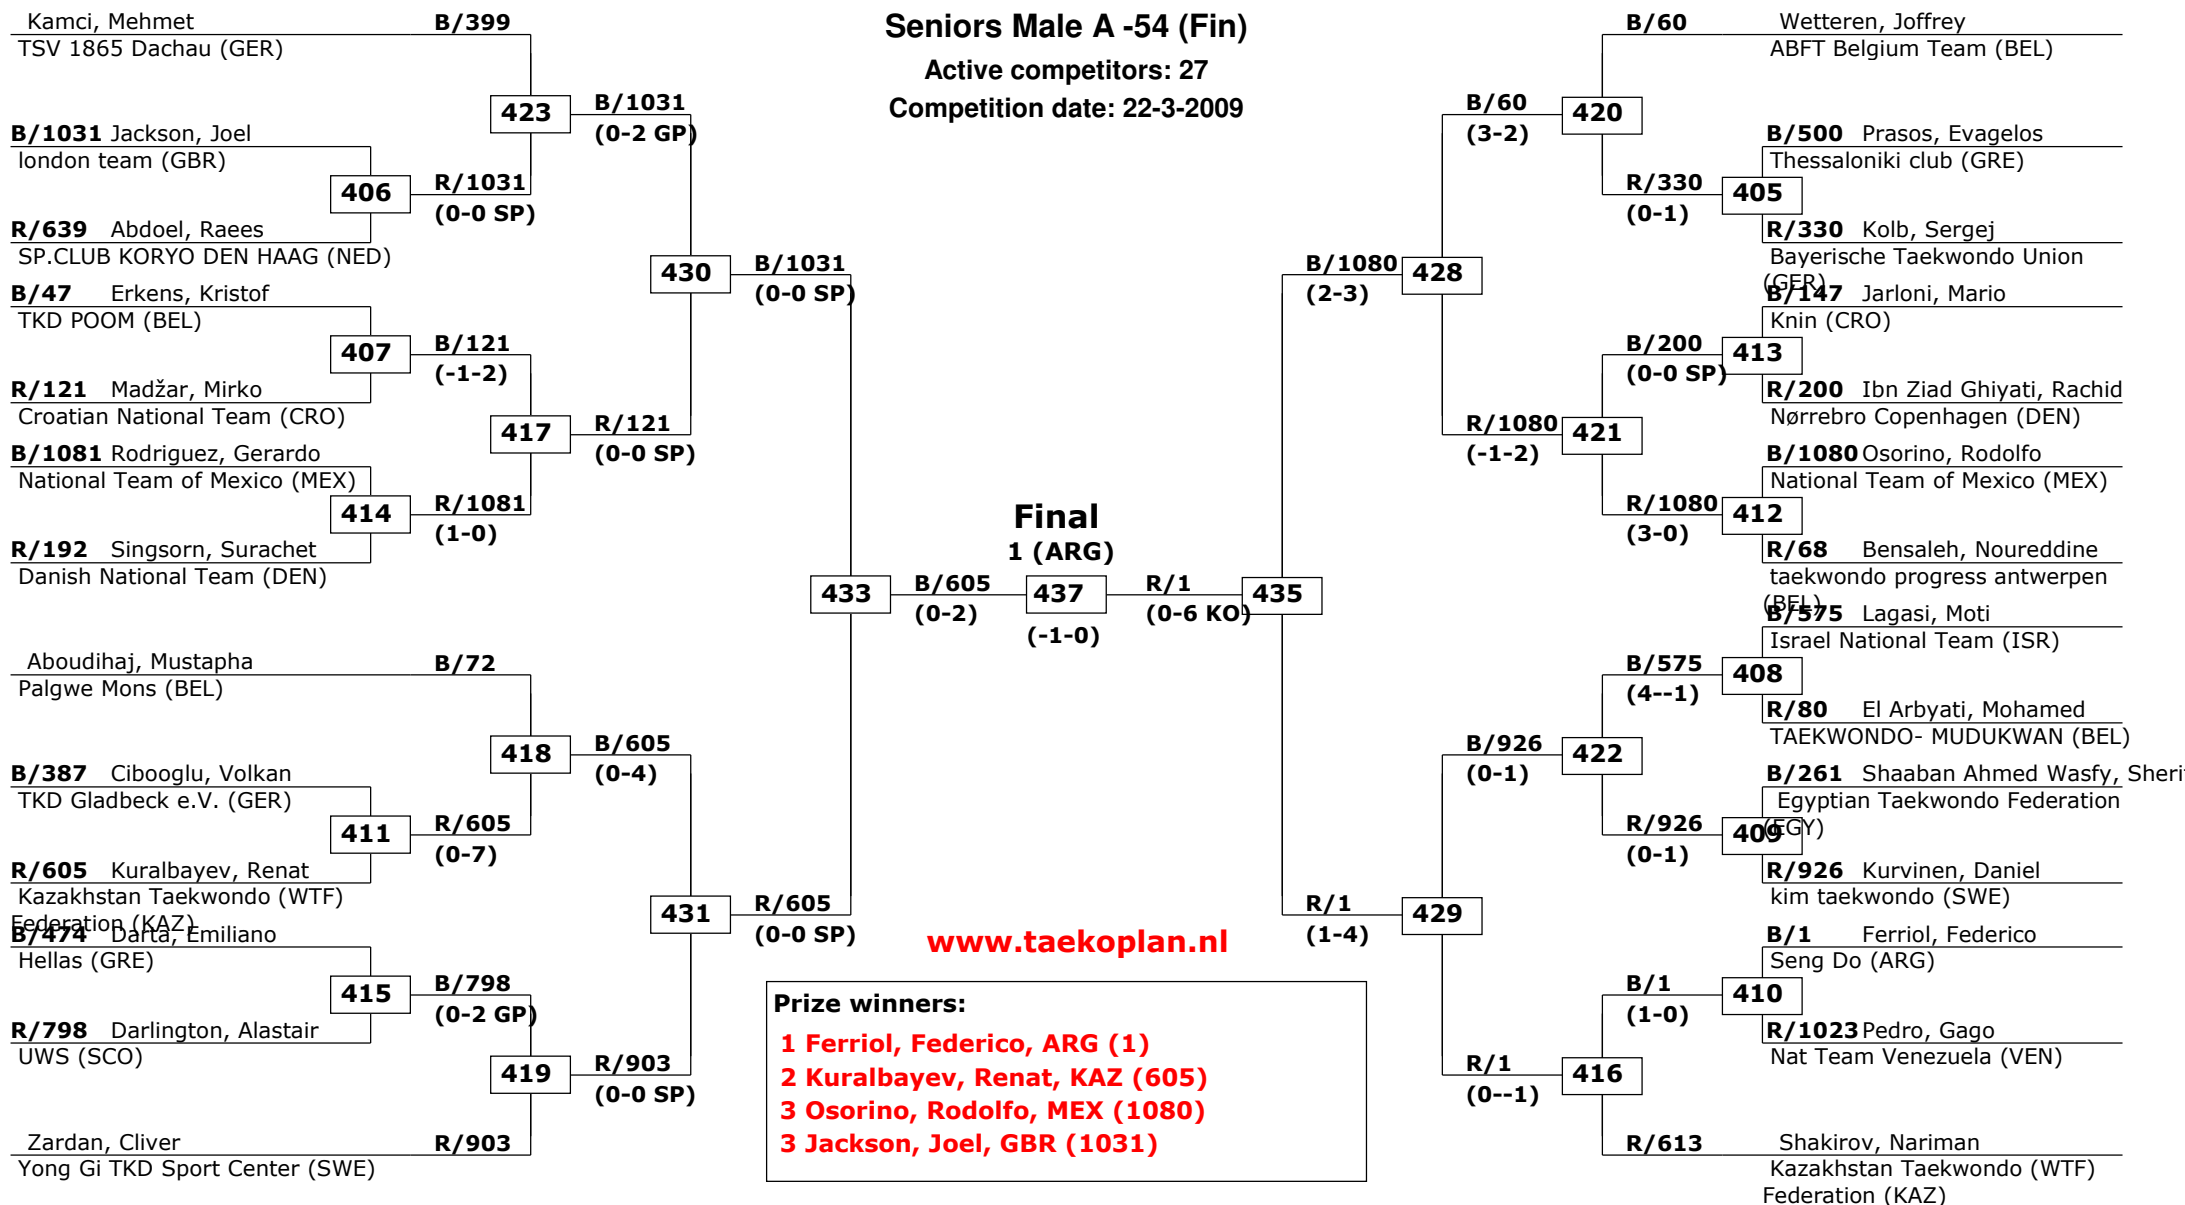 Seniors Male A -54 (Fin)
Active competitors: 27
Competition date: 22-3-2009
Kamci, Mehmet
B/399
TSV 1865 Dachau (GER)
423
B/1031
(0-2 GP)
B/1031 Jackson, Joel
london team (GBR)
406
R/1031
(0-0 SP)
R/639 Abdoel, Raees
SP.CLUB KORYO DEN HAAG (NED)
430
B/1031
(0-0 SP)
B/47 Erkens, Kristof
TKD POOM (BEL)
407
B/121
(-1-2)
R/121 Madžar, Mirko
Croatian National Team (CRO)
417
R/121
(0-0 SP)
B/1081 Rodriguez, Gerardo
National Team of Mexico (MEX)
414
R/1081
(1-0)
R/192 Singsorn, Surachet
Danish National Team (DEN)
433
B/605
(0-2)
Aboudihaj, Mustapha
B/72
Palgwe Mons (BEL)
418
B/605
(0-4)
B/387 Cibooglu, Volkan
TKD Gladbeck e.V. (GER)
411
R/605
(0-7)
R/605 Kuralbayev, Renat
Kazakhstan Taekwondo (WTF)
Federation (KAZ)
431
R/605
(0-0 SP)
B/474 Darta, Emiliano
Hellas (GRE)
415
B/798
(0-2 GP)
R/798 Darlington, Alastair
UWS (SCO)
419
R/903
(0-0 SP)
Zardan, Cliver
R/903
Yong Gi TKD Sport Center (SWE)
Final
1 (ARG)
437
(-1-0)
R/1
(0-6 KO)
435
B/60
Wetteren, Joffrey
ABFT Belgium Team (BEL)
B/60
(3-2)
420
B/500 Prasos, Evagelos
Thessaloniki club (GRE)
R/330
(0-1)
405
R/330 Kolb, Sergej
Bayerische Taekwondo Union
(GER)
B/1080
(2-3)
428
B/147 Jarloni, Mario
Knin (CRO)
B/200
(0-0 SP)
413
R/200 Ibn Ziad Ghiyati, Rachid
Nørrebro Copenhagen (DEN)
R/1080
(-1-2)
421
B/1080 Osorino, Rodolfo
National Team of Mexico (MEX)
R/1080
(3-0)
412
R/68 Bensaleh, Noureddine
taekwondo progress antwerpen
(BEL)
B/575 Lagasi, Moti
Israel National Team (ISR)
B/575
(4--1)
408
R/80 El Arbyati, Mohamed
TAEKWONDO- MUDUKWAN (BEL)
B/926
(0-1)
422
B/261 Shaaban Ahmed Wasfy, Sheri
Egyptian Taekwondo Federation
(EGY)
R/926
(0-1)
409
R/926 Kurvinen, Daniel
kim taekwondo (SWE)
R/1
(1-4)
429
B/1 Ferriol, Federico
Seng Do (ARG)
B/1
(1-0)
410
R/1023 Pedro, Gago
Nat Team Venezuela (VEN)
R/1
(0--1)
416
R/613
Shakirov, Nariman
Kazakhstan Taekwondo (WTF)
Federation (KAZ)
www.taekoplan.nl
Prize winners:
1 Ferriol, Federico, ARG (1)
2 Kuralbayev, Renat, KAZ (605)
3 Osorino, Rodolfo, MEX (1080)
3 Jackson, Joel, GBR (1031)